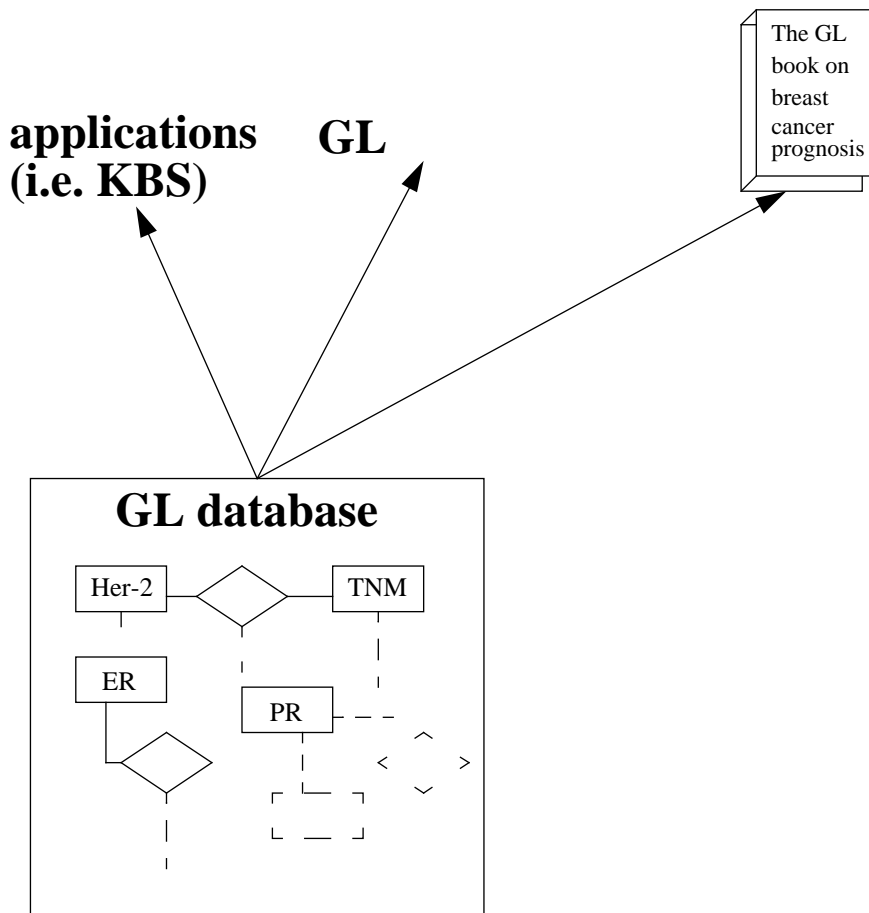 The GL
book on
breast
cancer
prognosis
applications
(i.e. KBS)
GL
GL database
Her-2
TNM
ER
PR